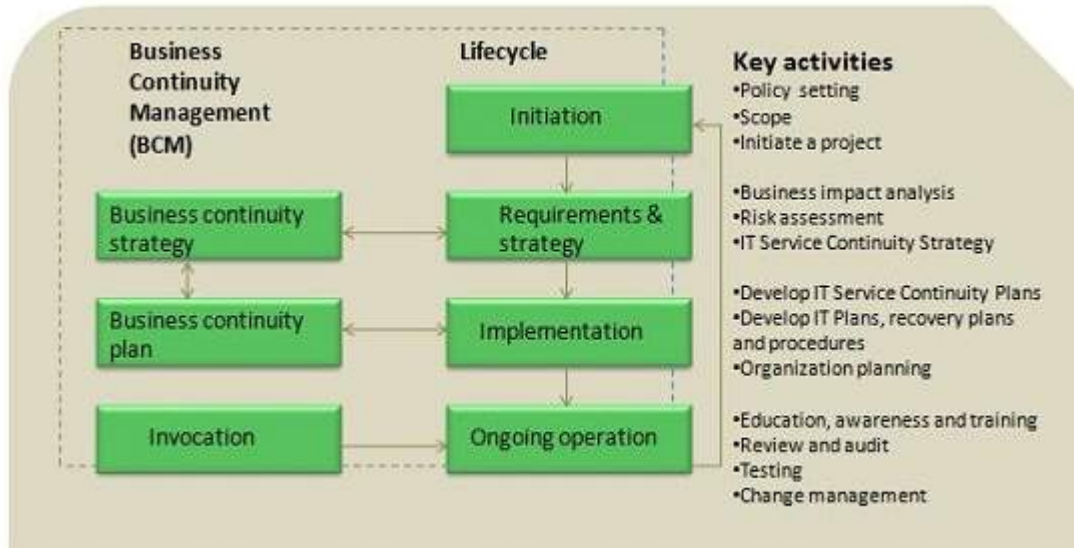 Business
Continuity
Management
(BCM)
Lifecycle
Initiation
Business continuity
strategy
Requirements &
strategy
Business continuity
plan
Implementation
Invocation
Ongoing operation
Key activities
•Policy setting
•Scope
•Initiate a project
•Business impact analysis
•Risk assessment
•IT Service Continuity Strategy
•Develop IT Service Continuity Plans
•Develop IT Plans, recovery plans
and procedures
•Organization planning
•Education, awareness and training
•Review and audit
•Testing
•Change management